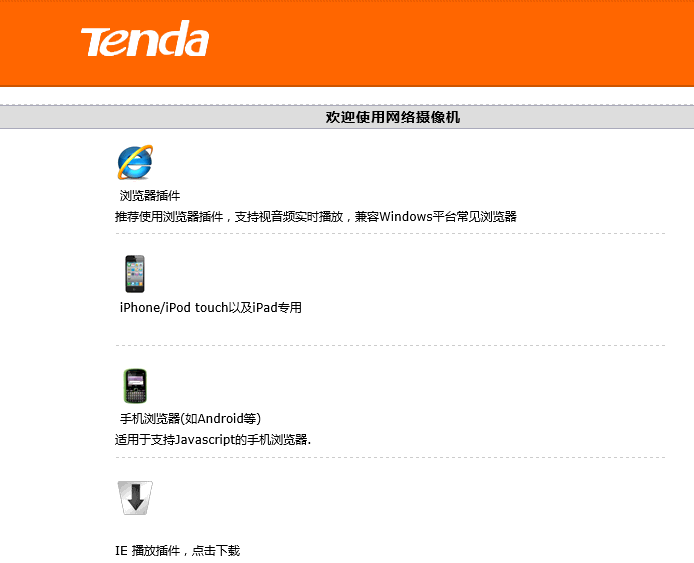 Tenda
欢迎使用网络摄像机
浏览器插件
推荐使用浏览器插件，支持视音频实时播放，兼容Windows平台常见浏览器
iPhone/iPod touch以及iPad专用
手机浏览器(如Android等)
适用于支持Javascript的手机浏览器.
IE 播放插件，点击下载